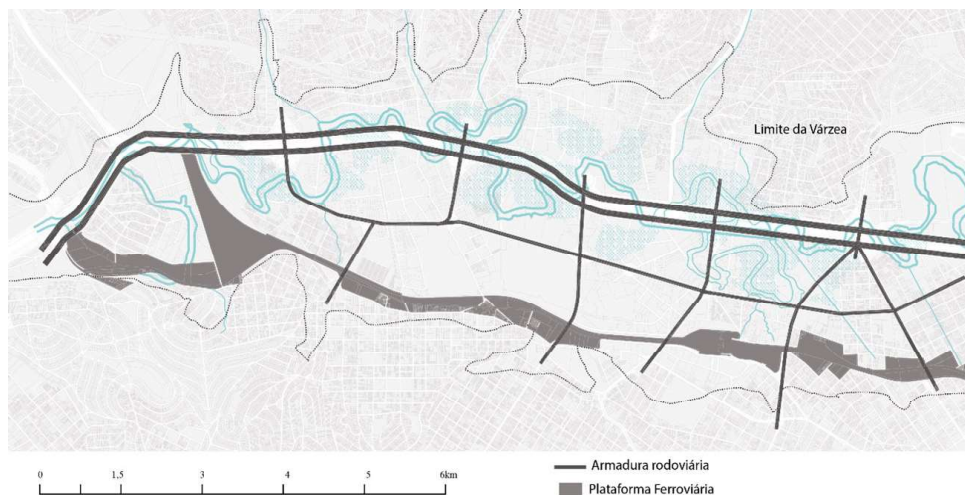 Limite da Várzea
0 1,5 3 4 5 6km
Armadura rodoviária
Plataforma Ferroviária